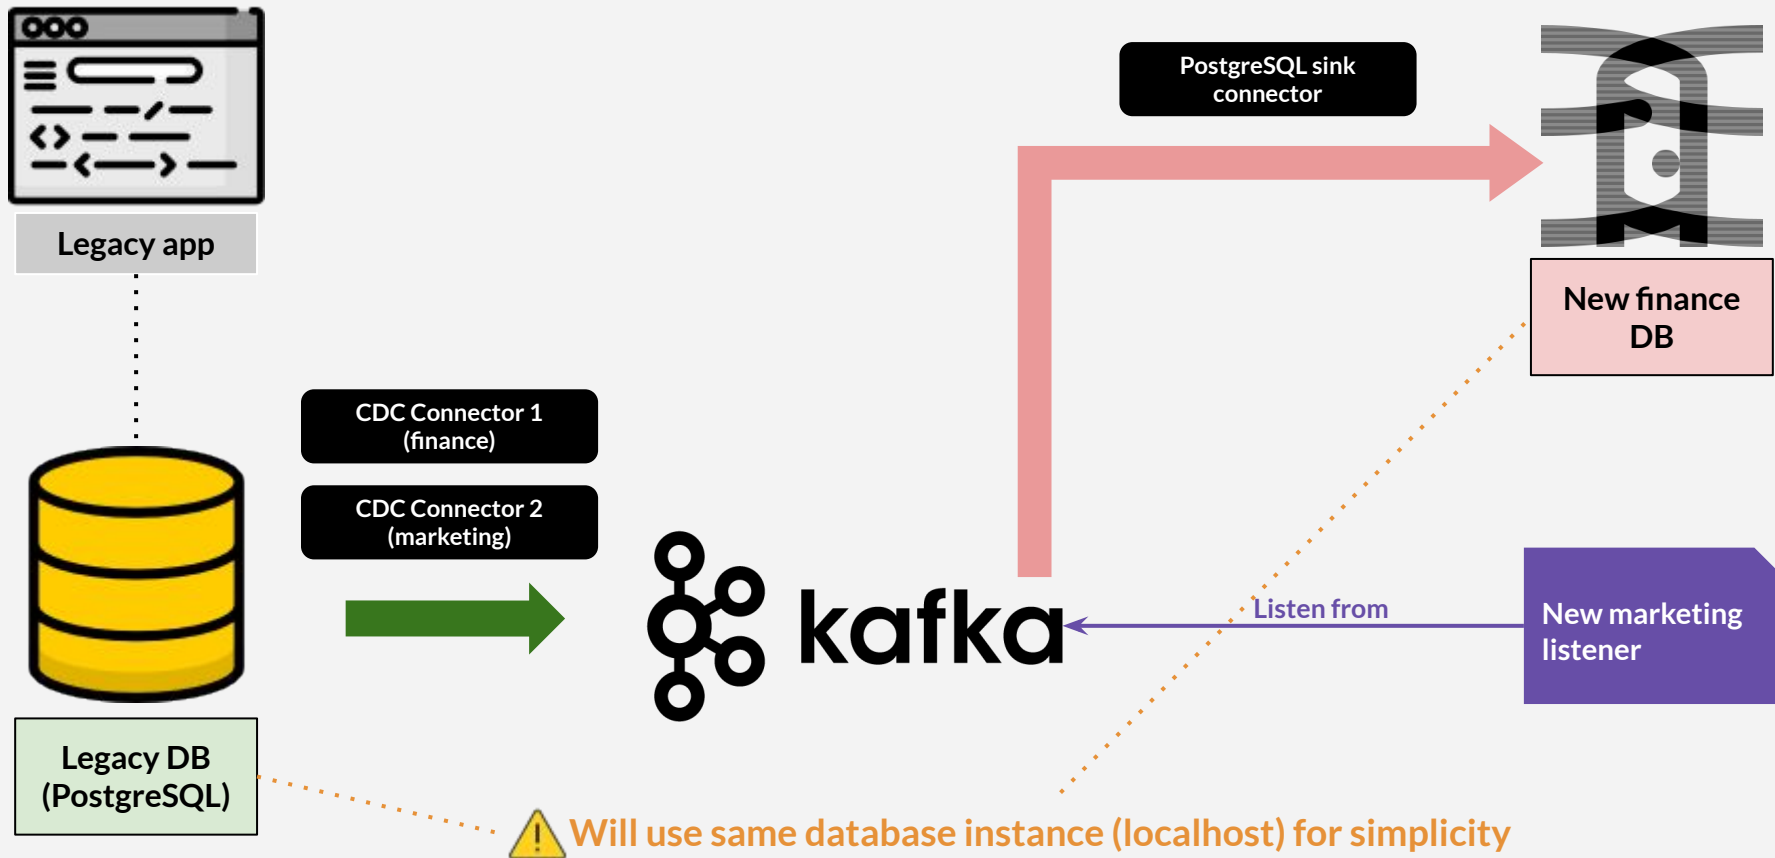 Legacy app
PostgreSQL sink
connector
New finance
DB
CDC Connector 1
(finance)
CDC Connector 2
(marketing)
kafka
Listen from
New marketing
listener
Legacy DB
(PostgreSQL)
Will use same database instance (localhost) for simplicity